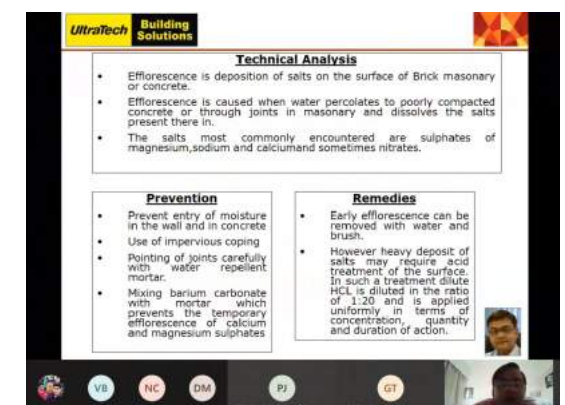 UltraTech Building
Solutions
Technical Analysis
• Efflorescence is deposition of salts on the surface of Brick masonary
or concrete.
• Efflorescence is caused when water percolates to poorly compacted
concrete or through joints in masonary and dissolves the salts
present there in.
• The salts most commonly encountered are sulphates of
magnesium,sodium and calciumand sometimes nitrates.
Prevention
• Prevent entry of moisture
in the wall and in concrete
• Use of impervious coping
• Pointing of joints carefully
with water repellent
mortar.
• Mixing barium carbonate
with mortar which
prevents the temporary
efflorescence of calcium
and magnesium sulphates
Remedies
• Early efflorescence can be
removed with water and
brush.
• However heavy deposit of
salts may require acid
treatment of the surface.
In such a treatment dilute
HCL is diluted in the ratio
of 1:20 and is applied
uniformly in terms of
concentration, quantity
and duration of action.
VB NC DM PJ GT